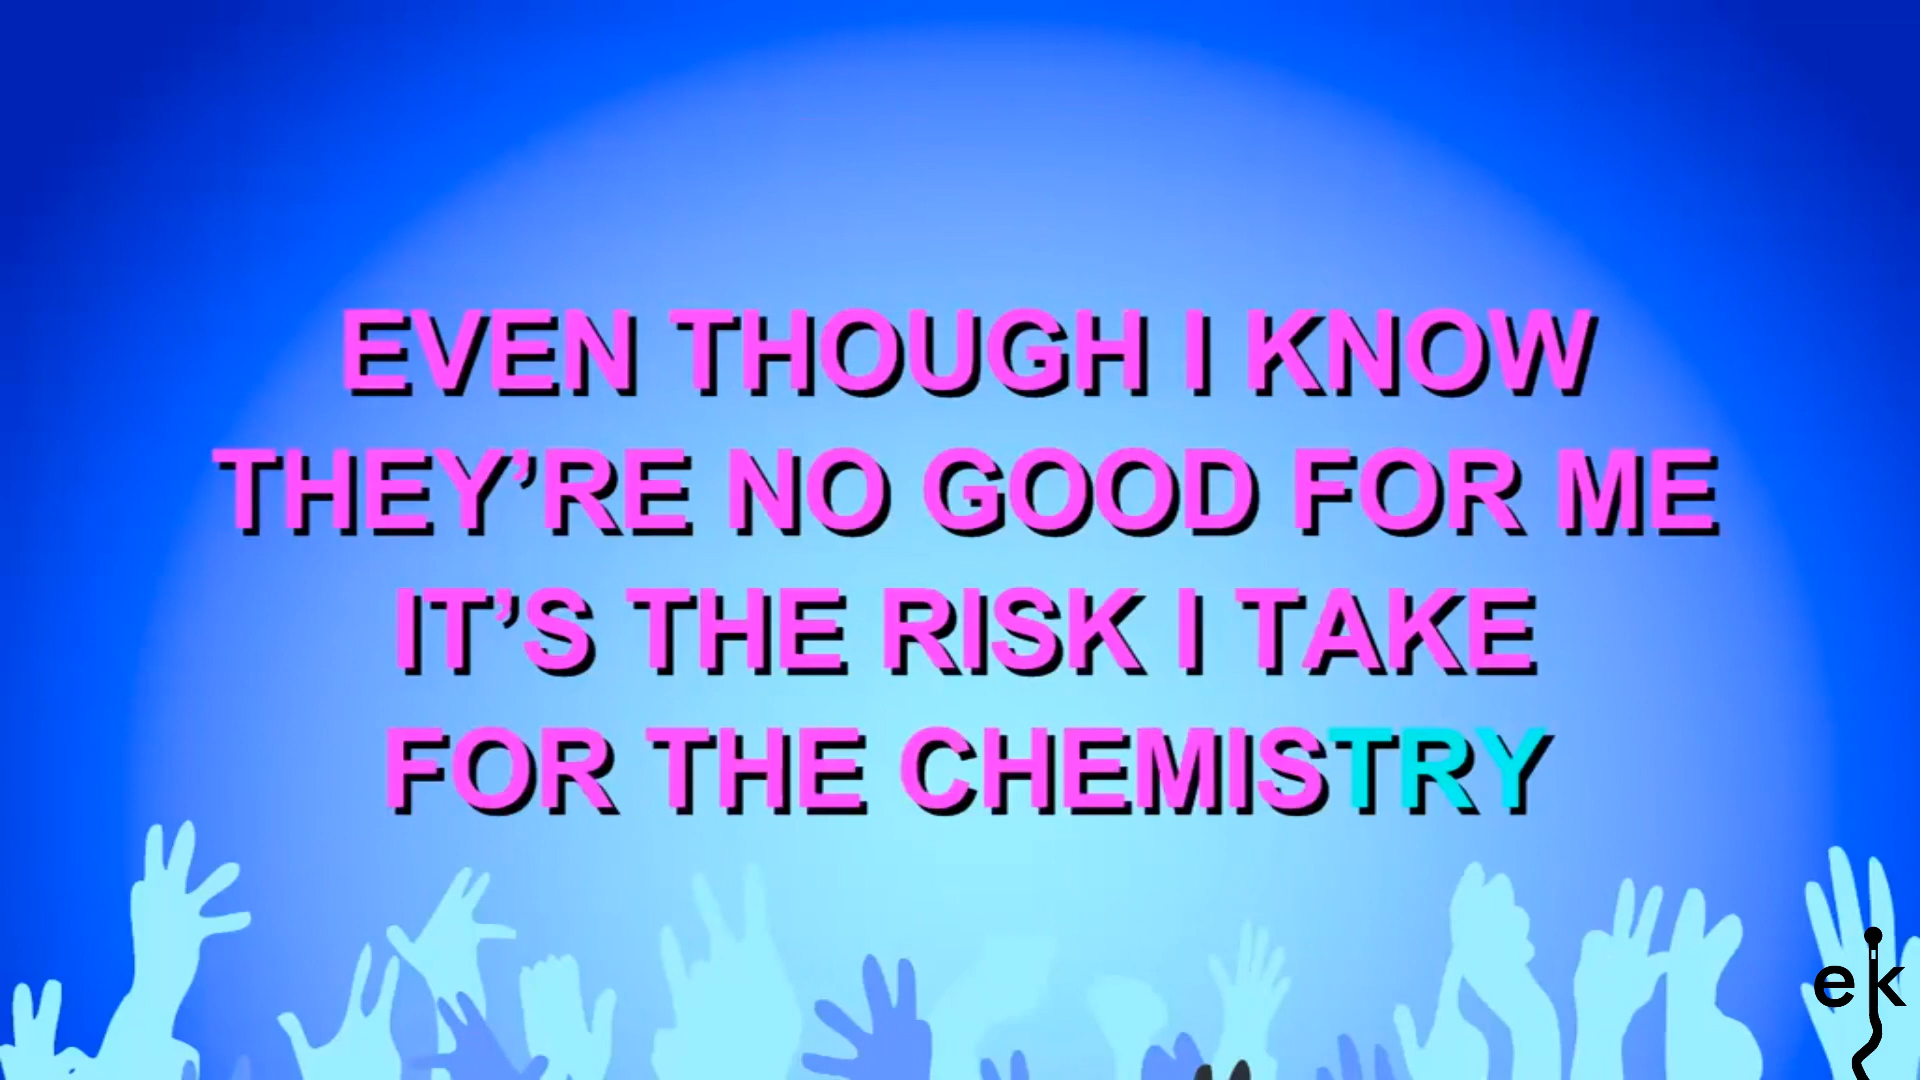 EVEN THOUGH I KNOW
THEY’RE NO GOOD FOR ME
IT’S THE RISK I TAKE
FOR THE CHEMISTRY
ek